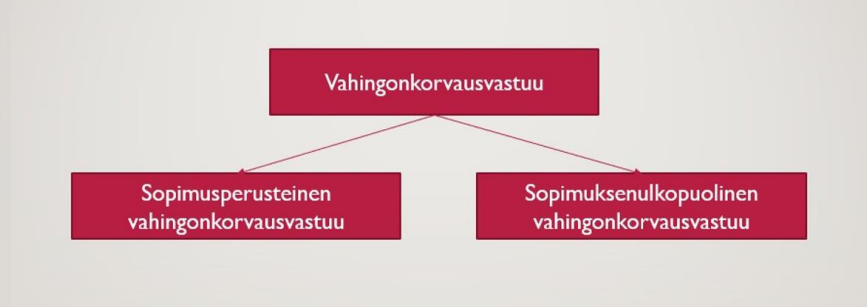 Vahingonkorvausvastuu
Sopimusperusteinen
vahingonkorvausvastuu
Sopimuksenulkopuolinen
vahingonkorvausvastuu